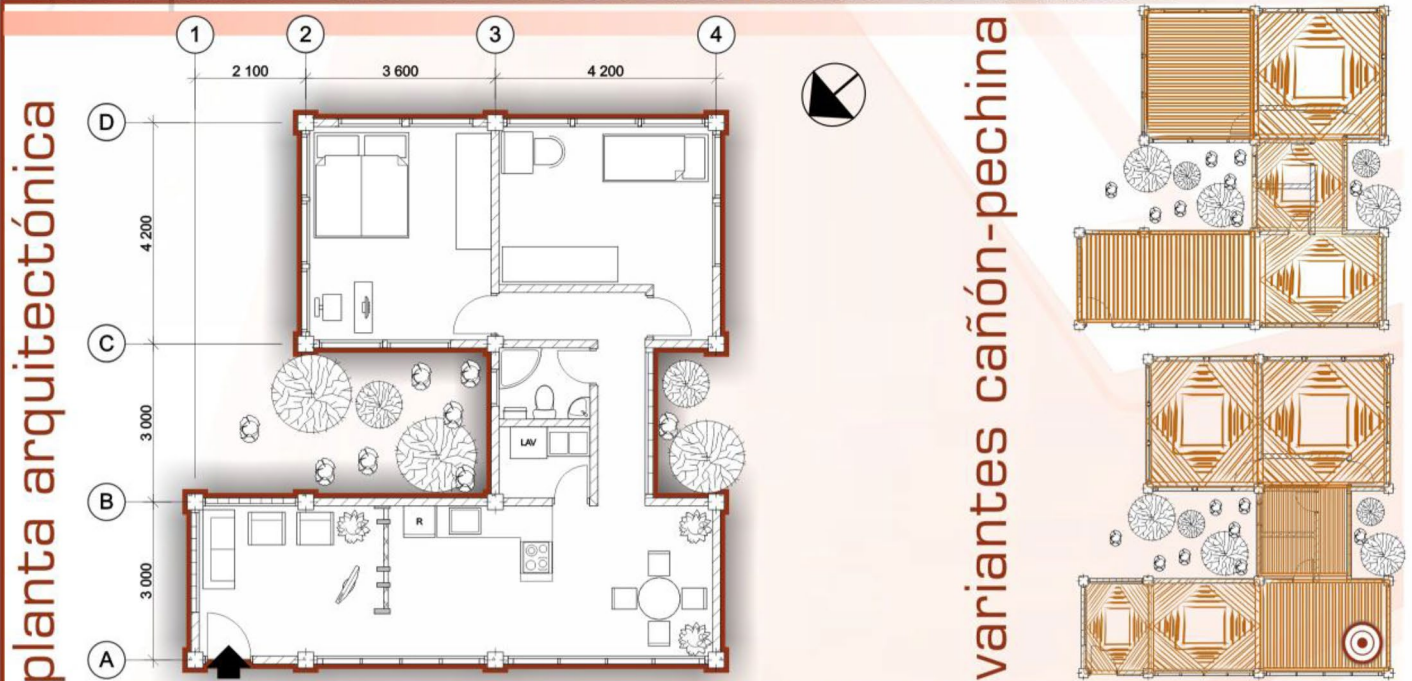 planta arquitectónica
1 2 3 4
2 100 3 600 4 200
D
4 200
C
3 000
B
3 000
A
LAV
R
variantes cañón-pechina